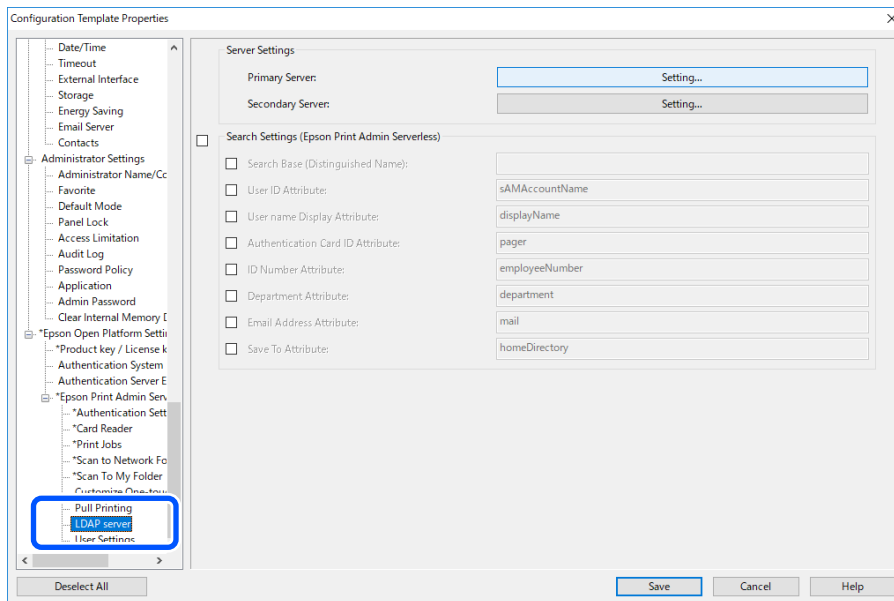 Configuration Template Properties
Date/Time
Timeout
External Interface
Storage
Energy Saving
Email Server
Contacts
Administrator Settings
Administrator Name/Co
Favorite
Default Mode
Panel Lock
Access Limitation
Audit Log
Password Policy
Application
Admin Password
Clear Internal Memory D
*Epson Open Platform Settin
*Product key / License k
Authentication System
Authentication Server E
*Epson Print Admin Serv
*Authentication Sett
*Card Reader
*Print Jobs
*Scan to Network Fo
*Scan To My Folder
Customize One-tou
Pull Printing
LDAP server
User Settings
Server Settings
Primary Server: Setting...
Secondary Server: Setting...
Search Settings (Epson Print Admin Serverless)
Search Base (Distinguished Name):
User ID Attribute: sAMAccountName
User name Display Attribute: displayName
Authentication Card ID Attribute: pager
ID Number Attribute: employeeNumber
Department Attribute: department
Email Address Attribute: mail
Save To Attribute: homeDirectory
Deselect All Save Cancel Help